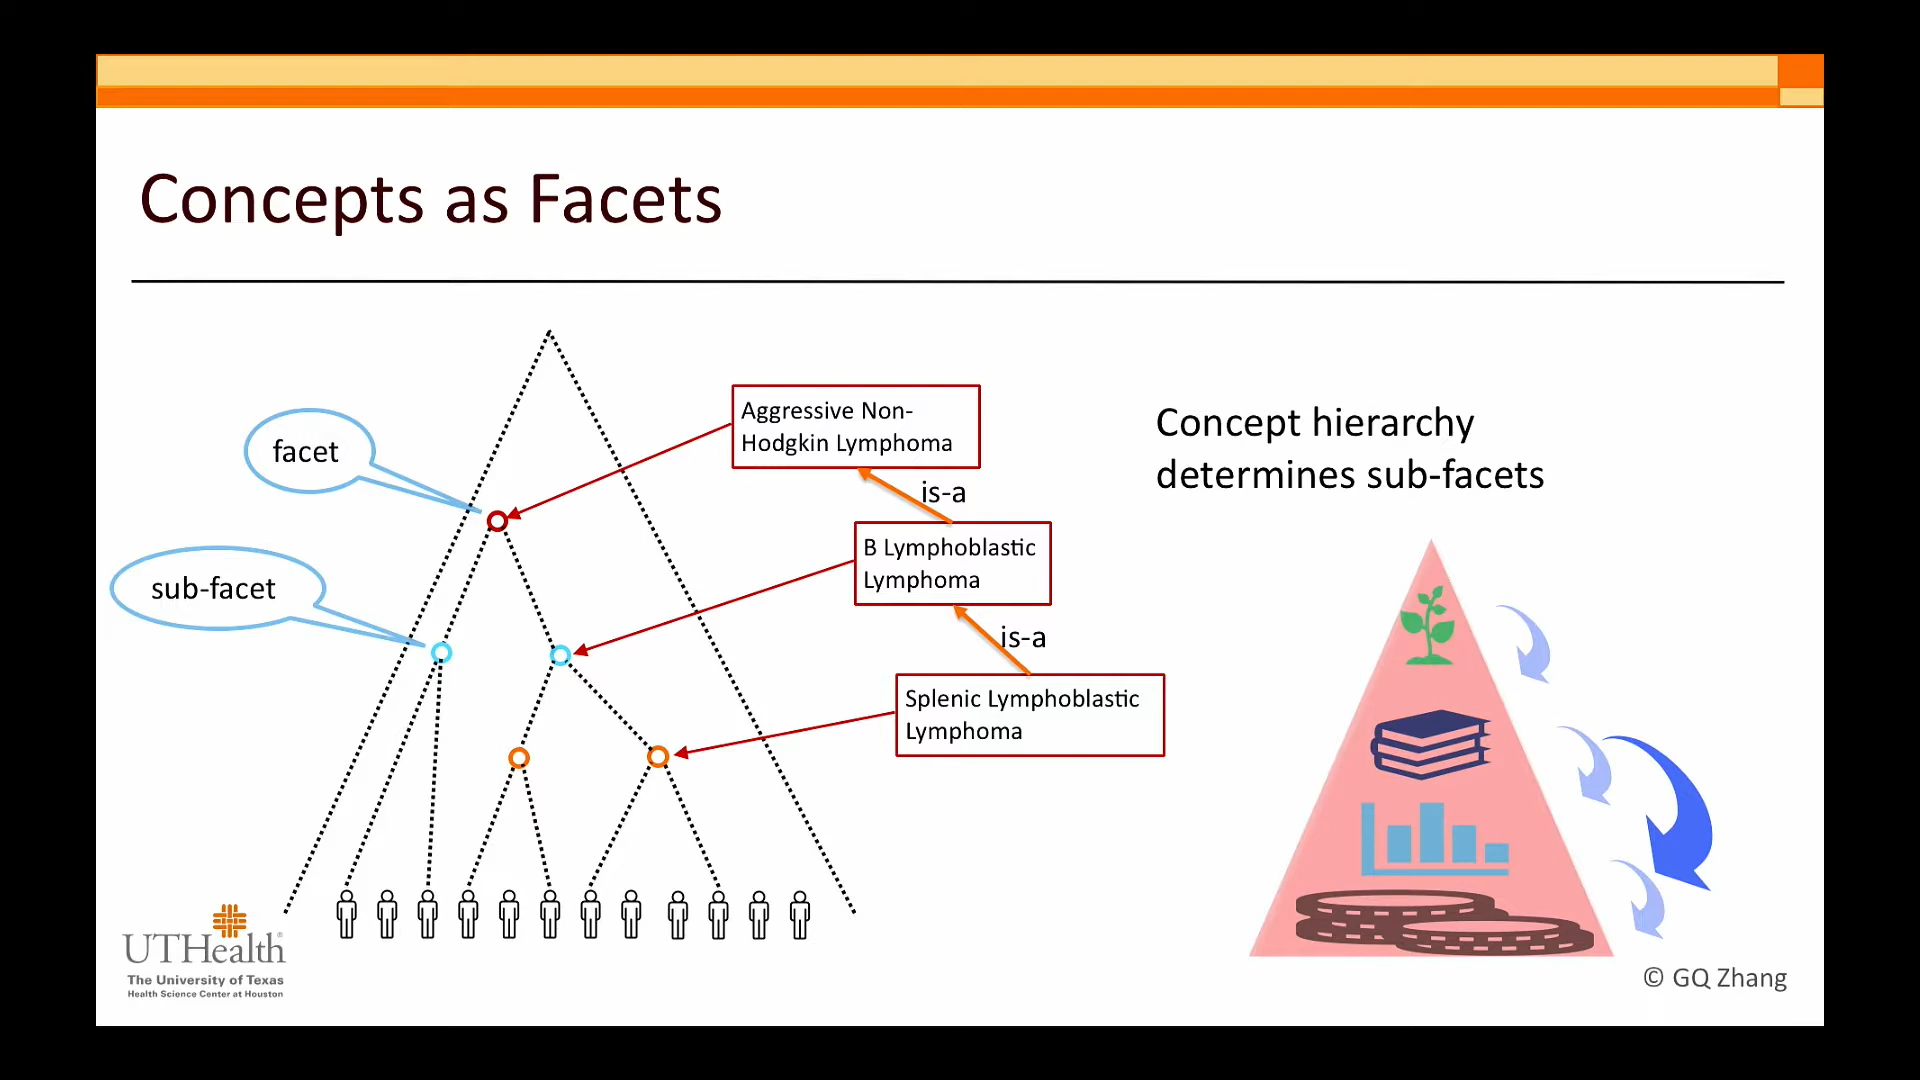 Concepts as Facets
facet
sub-facet
Aggressive Non-
Hodgkin Lymphoma
is-a
B Lymphoblastic
Lymphoma
is-a
Splenic Lymphoblastic
Lymphoma
Concept hierarchy
determines sub-facets
UTHealth®
The University of Texas
Health Science Center at Houston
© GQ Zhang